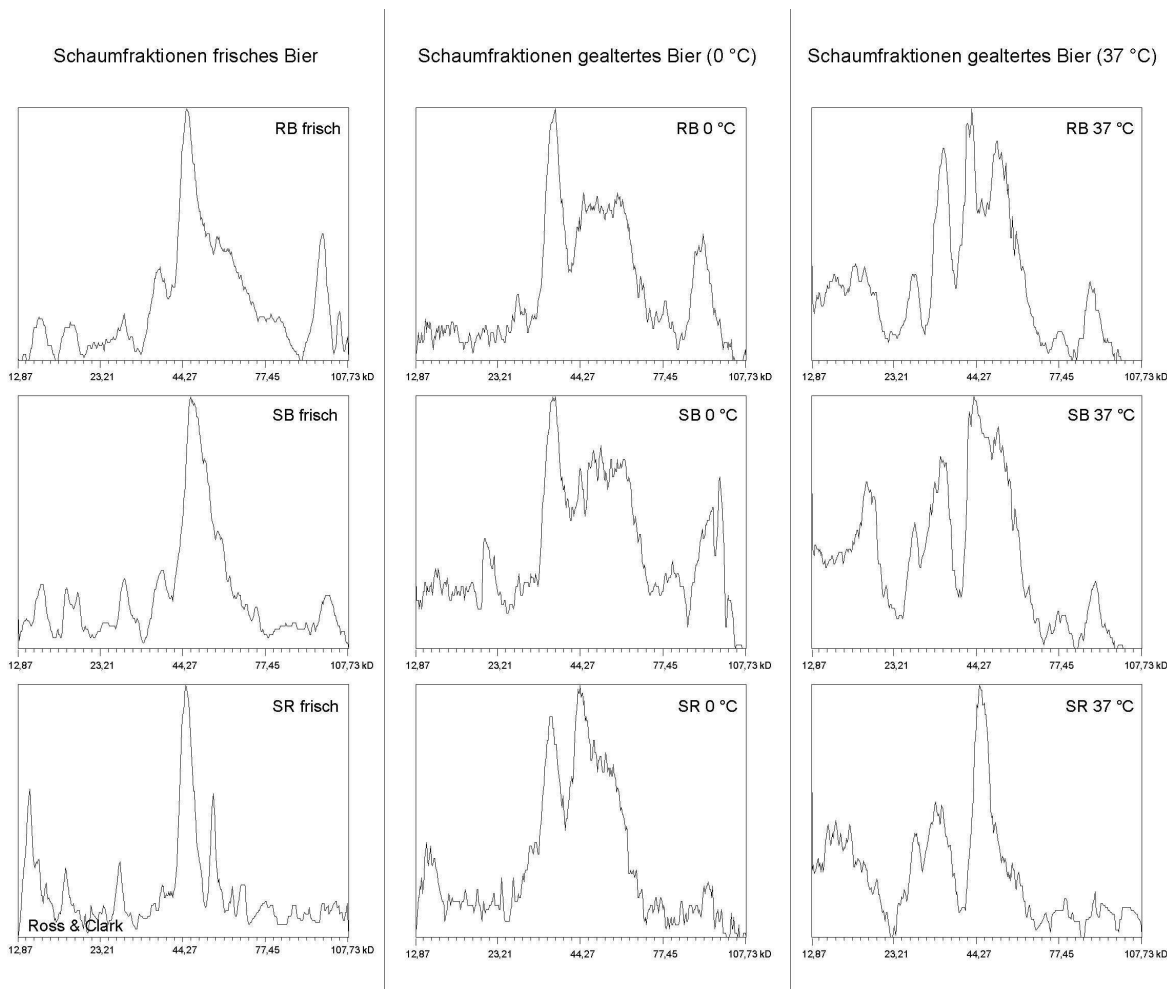 Schaumfraktionen frisches Bier
Schaumfraktionen gealtertes Bier (0 °C)
Schaumfraktionen gealtertes Bier (37 °C)
RB frisch
12,87 23,21 44,27 77,45 107,73 kD
RB 0 °C
12,87 23,21 44,27 77,45 107,73 kD
RB 37 °C
12,87 23,21 44,27 77,45 107,73 kD
SB frisch
12,87 23,21 44,27 77,45 107,73 kD
SB 0 °C
12,87 23,21 44,27 77,45 107,73 kD
SB 37 °C
12,87 23,21 44,27 77,45 107,73 kD
SR frisch
Ross & Clark
12,87 23,21 44,27 77,45 107,73 kD
SR 0 °C
12,87 23,21 44,27 77,45 107,73 kD
SR 37 °C
12,87 23,21 44,27 77,45 107,73 kD